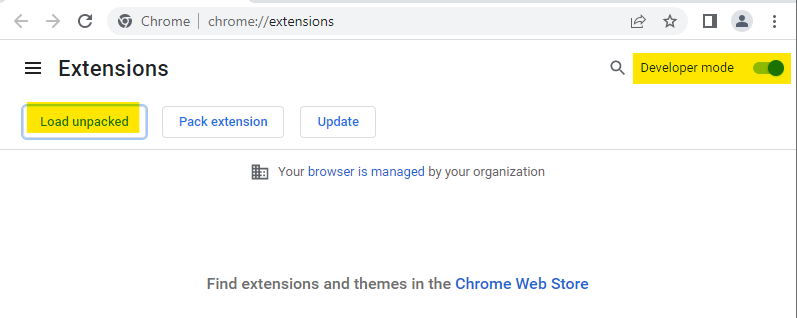 Chrome | chrome://extensions
Extensions
Developer mode
Load unpacked
Pack extension
Update
Your browser is managed by your organization
Find extensions and themes in the Chrome Web Store